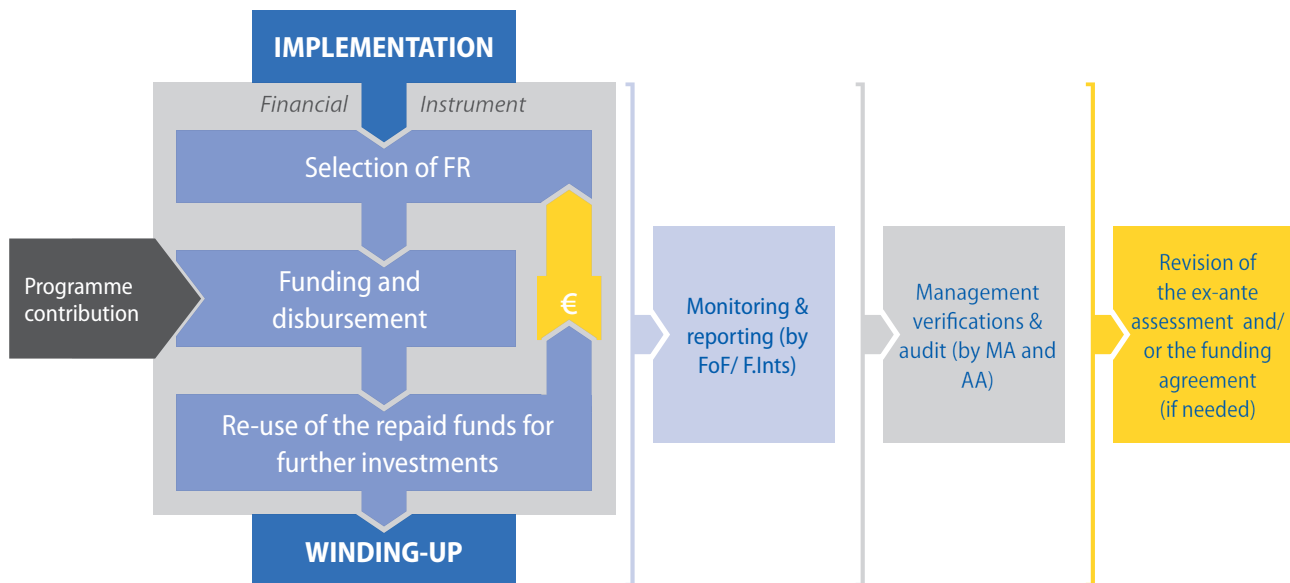 IMPLEMENTATION
Financial Instrument
Selection of FR
Programme
contribution
Funding and
disbursement
€
Re-use of the repaid funds for
further investments
WINDING-UP
Monitoring &
reporting (by
FoF/ F.Ints)
Management
verifications &
audit (by MA and
AA)
Revision of
the ex-ante
assessment and/
or the funding
agreement
(if needed)